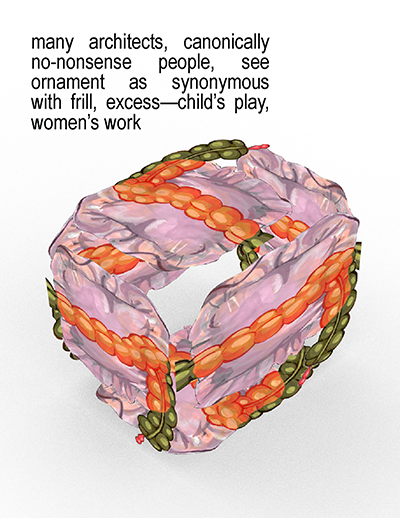 many architects, canonically
no-nonsense people, see
ornament as synonymous
with frill, excess—child’s play,
women’s work